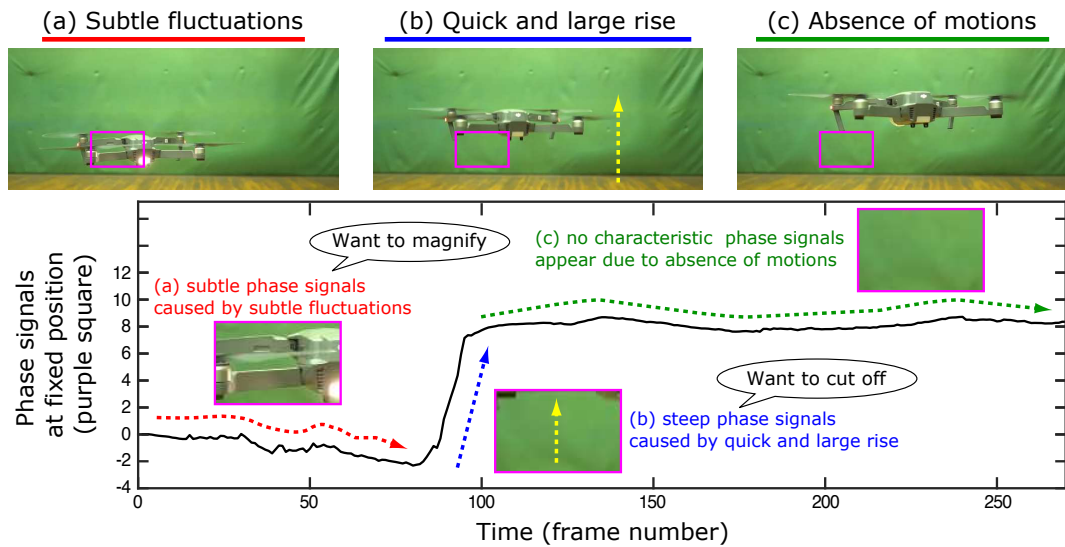 (a) Subtle fluctuations
(b) Quick and large rise
(c) Absence of motions
Phase signals
at fixed position
(purple square)
12
10
8
6
4
2
0
-2
-4
Want to magnify
(a) subtle phase signals
caused by subtle fluctuations
(c) no characteristic phase signals
appear due to absence of motions
Want to cut off
(b) steep phase signals
caused by quick and large rise
0
50
100
150
200
250
Time (frame number)